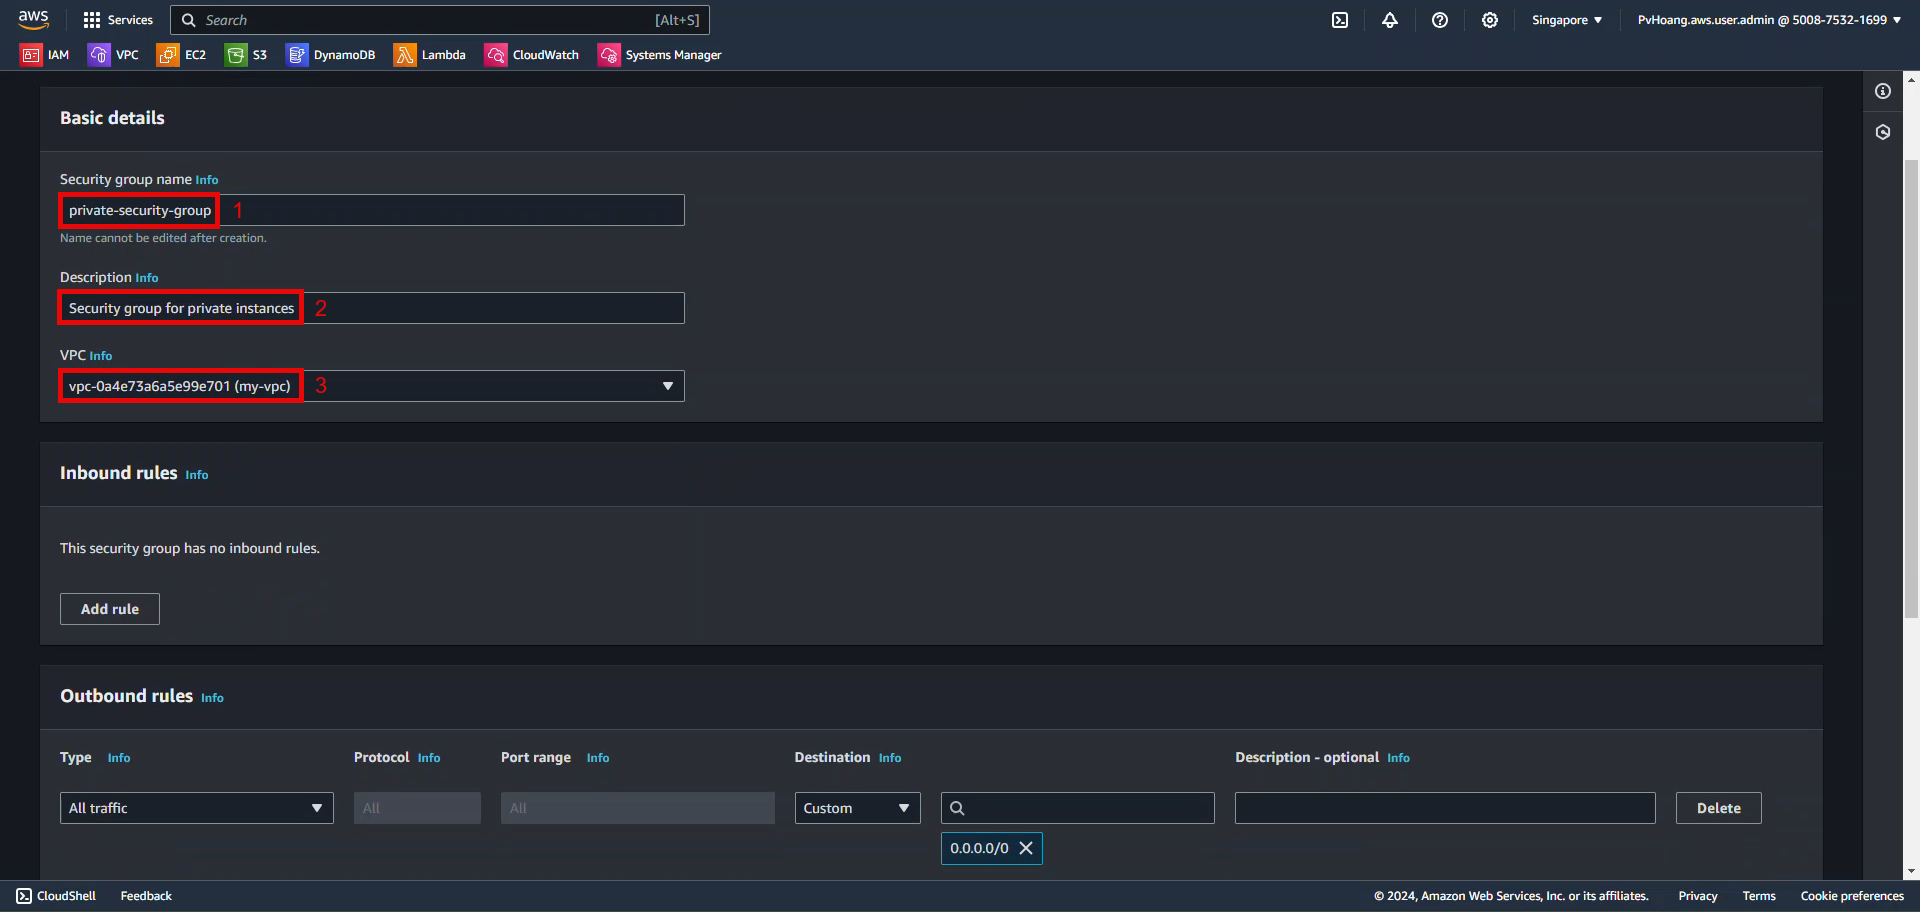 aws Services Search [Alt+S] Singapore PvHoang.aws.user.admin @ 5008-7532-1699
IAM VPC EC2 S3 DynamoDB Lambda CloudWatch Systems Manager
Basic details
Security group name Info
private-security-group 1
Name cannot be edited after creation.
Description Info
Security group for private instances 2
VPC Info
vpc-0a4e73a6a5e99e701 (my-vpc) 3
Inbound rules Info
This security group has no inbound rules.
Add rule
Outbound rules Info
Type Info Protocol Info Port range Info Destination Info Description - optional Info
All traffic All All Custom Delete
0.0.0.0/0
CloudShell Feedback © 2024, Amazon Web Services, Inc. or its affiliates. Privacy Terms Cookie preferences